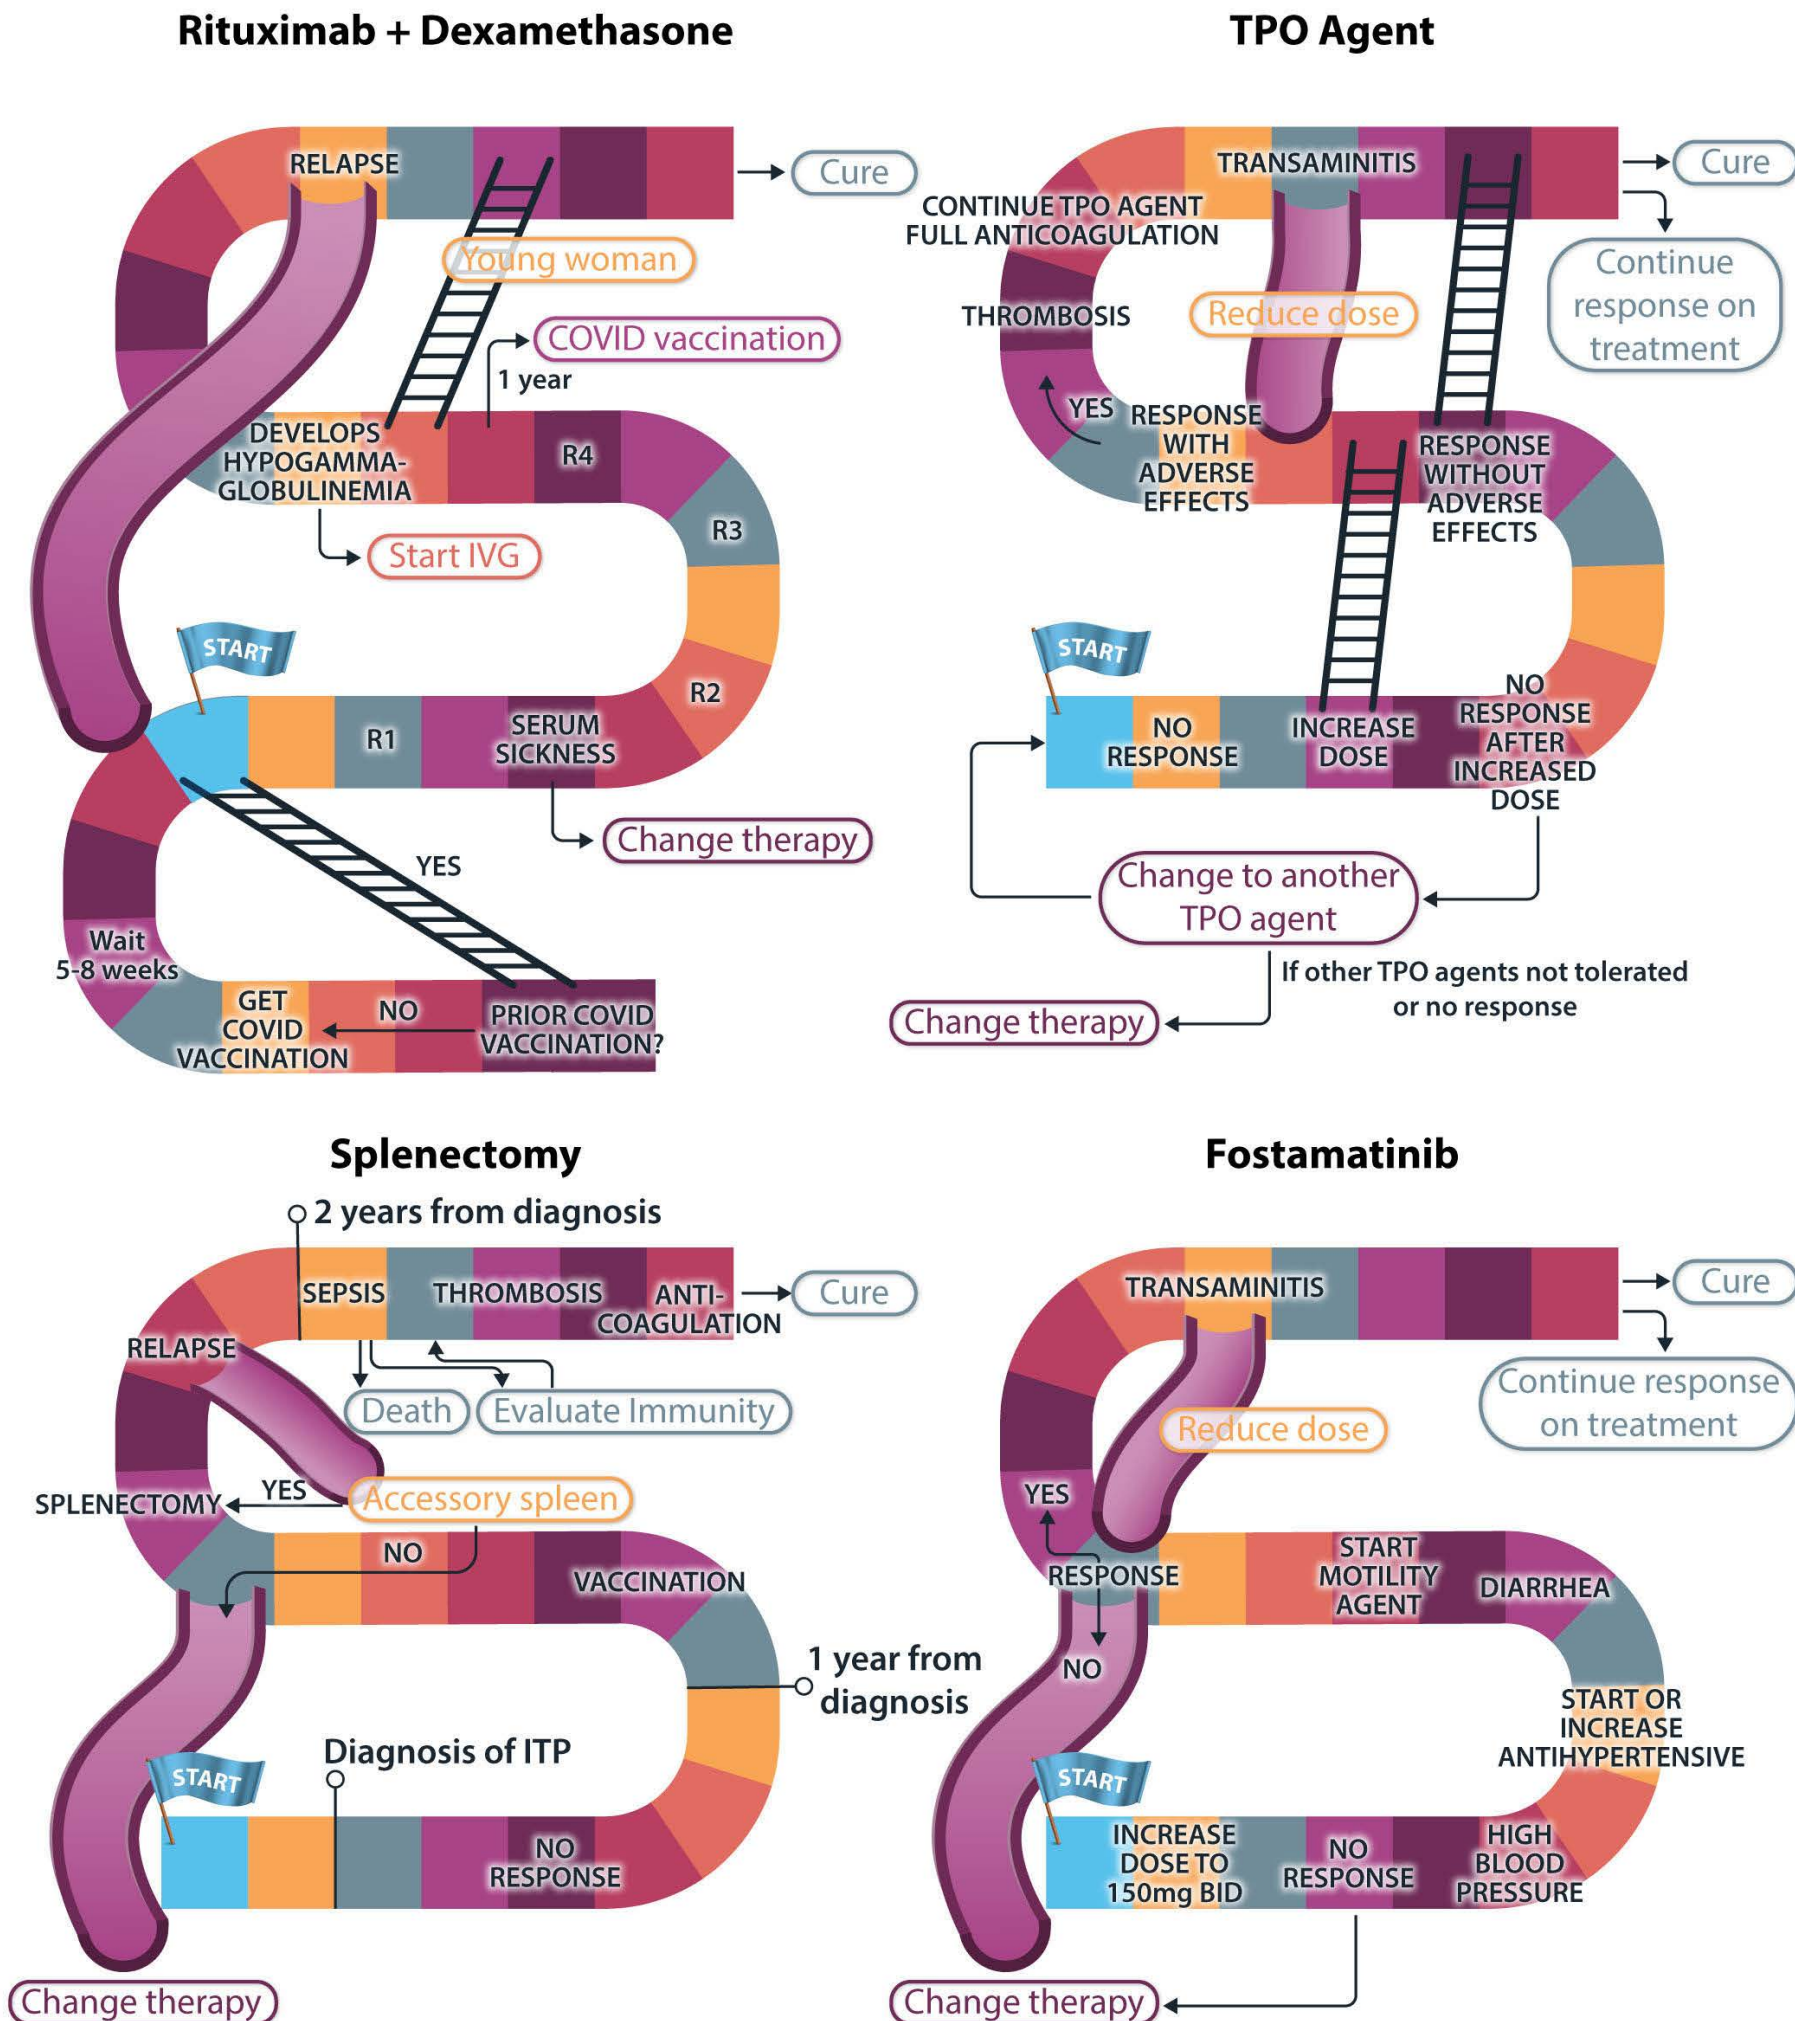 Rituximab + Dexamethasone
RELAPSE
Cure
Young woman
COVID vaccination
1 year
DEVELOPS
HYPOGAMMA-
GLOBULINEMIA
R4
R3
Start IVG
START
R2
R1
SERUM
SICKNESS
Change therapy
YES
Wait
5-8 weeks
GET
COVID
VACCINATION
NO
PRIOR COVID
VACCINATION?
TPO Agent
TRANSAMINITIS
Cure
CONTINUE TPO AGENT
FULL ANTICOAGULATION
Continue
response on
treatment
THROMBOSIS
Reduce dose
YES
RESPONSE
WITH
ADVERSE
EFFECTS
RESPONSE
WITHOUT
ADVERSE
EFFECTS
START
NO
RESPONSE
INCREASE
DOSE
NO
RESPONSE
AFTER
INCREASED
DOSE
Change to another
TPO agent
If other TPO agents not tolerated
or no response
Change therapy
Splenectomy
2 years from diagnosis
SEPSIS
THROMBOSIS
ANTI-
COAGULATION
Cure
RELAPSE
Death
Evaluate Immunity
SPLENECTOMY
YES
Accessory spleen
NO
VACCINATION
1 year from
diagnosis
Diagnosis of ITP
START
NO
RESPONSE
Change therapy
Fostamatinib
TRANSAMINITIS
Cure
Continue response
on treatment
Reduce dose
YES
RESPONSE
START
MOTILITY
AGENT
DIARRHEA
NO
START OR
INCREASE
ANTIHYPERTENSIVE
START
INCREASE
DOSE TO
150mg BID
NO
RESPONSE
HIGH
BLOOD
PRESSURE
Change therapy